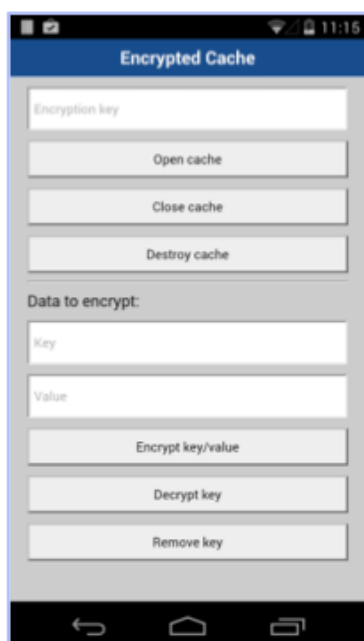 11:15
Encrypted Cache
Encryption key
Open cache
Close cache
Destroy cache
Data to encrypt:
Key
Value
Encrypt key/value
Decrypt key
Remove key